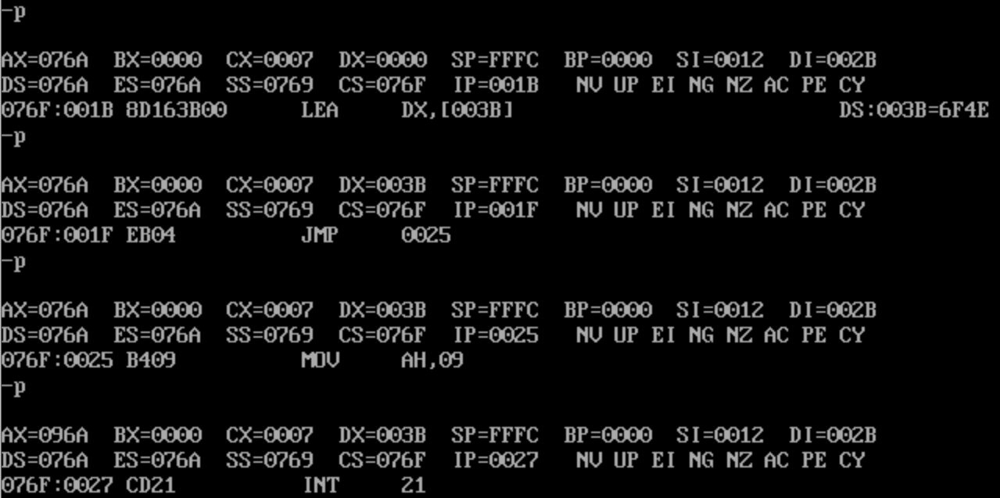 -p
AX=076A  BX=0000  CX=0007  DX=0000  SP=FFFC  BP=0000  SI=0012  DI=002B
DS=076A  ES=076A  SS=0769  CS=076F  IP=001B   NV UP EI NG NZ AC PE CY
076F:001B 8D163B00      LEA     DX,[003B]                          DS:003B=6F4E
-p
AX=076A  BX=0000  CX=0007  DX=003B  SP=FFFC  BP=0000  SI=0012  DI=002B
DS=076A  ES=076A  SS=0769  CS=076F  IP=001F   NV UP EI NG NZ AC PE CY
076F:001F EB04          JMP     0025
-p
AX=076A  BX=0000  CX=0007  DX=003B  SP=FFFC  BP=0000  SI=0012  DI=002B
DS=076A  ES=076A  SS=0769  CS=076F  IP=0025   NV UP EI NG NZ AC PE CY
076F:0025 B409          MOV     AH,09
-p
AX=096A  BX=0000  CX=0007  DX=003B  SP=FFFC  BP=0000  SI=0012  DI=002B
DS=076A  ES=076A  SS=0769  CS=076F  IP=0027   NV UP EI NG NZ AC PE CY
076F:0027 CD21          INT     21